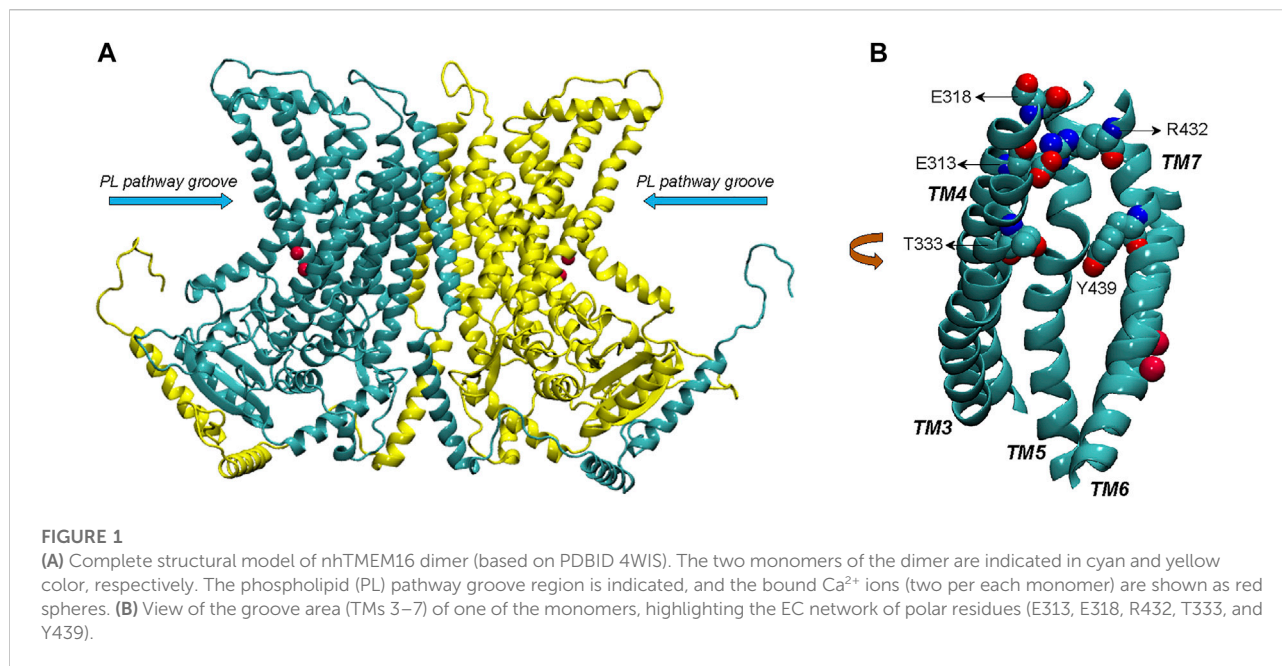 A
B
PL pathway groove
PL pathway groove
E318
R432
E313
TM7
TM4
T333
Y439
TM3
TM5
TM6
FIGURE 1
(A) Complete structural model of nhTMEM16 dimer (based on PDBID 4WIS). The two monomers of the dimer are indicated in cyan and yellow
color, respectively. The phospholipid (PL) pathway groove region is indicated, and the bound Ca²⁺ ions (two per each monomer) are shown as red
spheres. (B) View of the groove area (TMs 3–7) of one of the monomers, highlighting the EC network of polar residues (E313, E318, R432, T333, and
Y439).